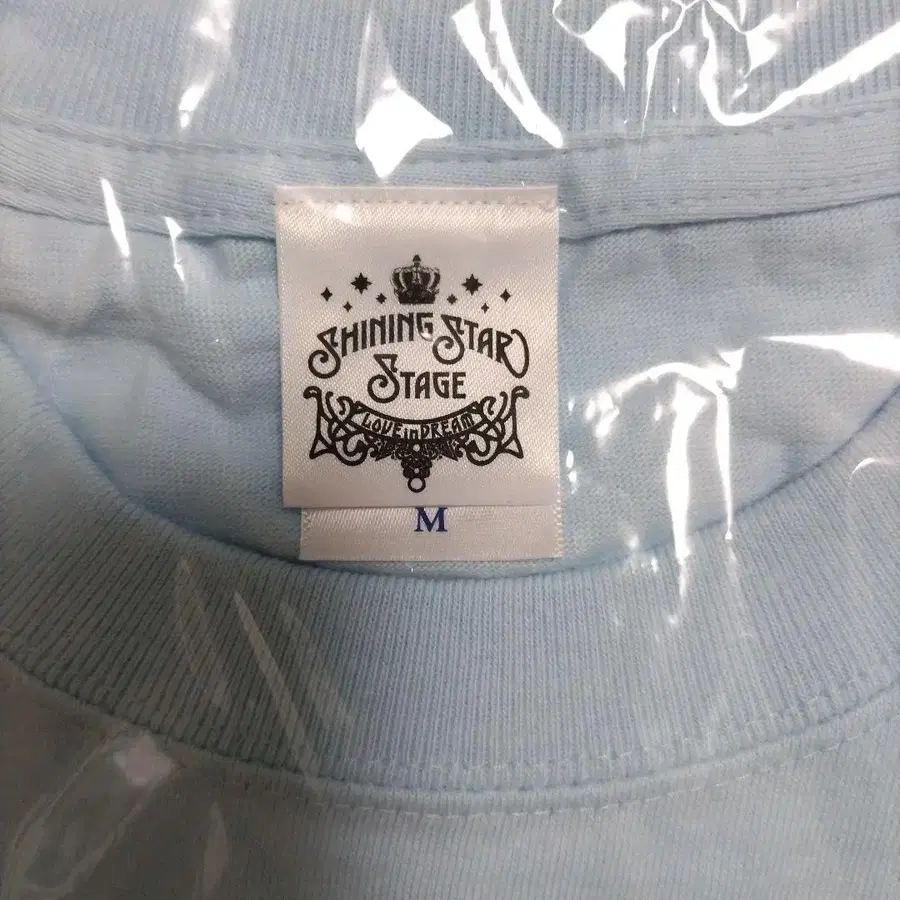 SHINING STAR
STAGE
LOVE in DREAM
M